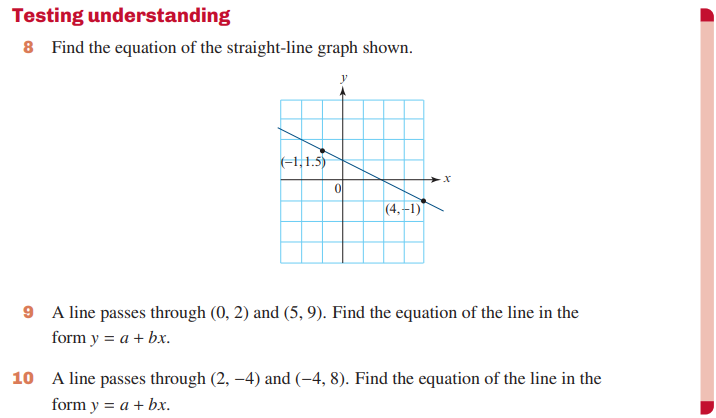 Testing understanding
8 Find the equation of the straight-line graph shown.
y
(−1, 1.5)
x
0
(4, −1)
9 A line passes through (0, 2) and (5, 9). Find the equation of the line in the
form y = a + bx.
10 A line passes through (2, −4) and (−4, 8). Find the equation of the line in the
form y = a + bx.